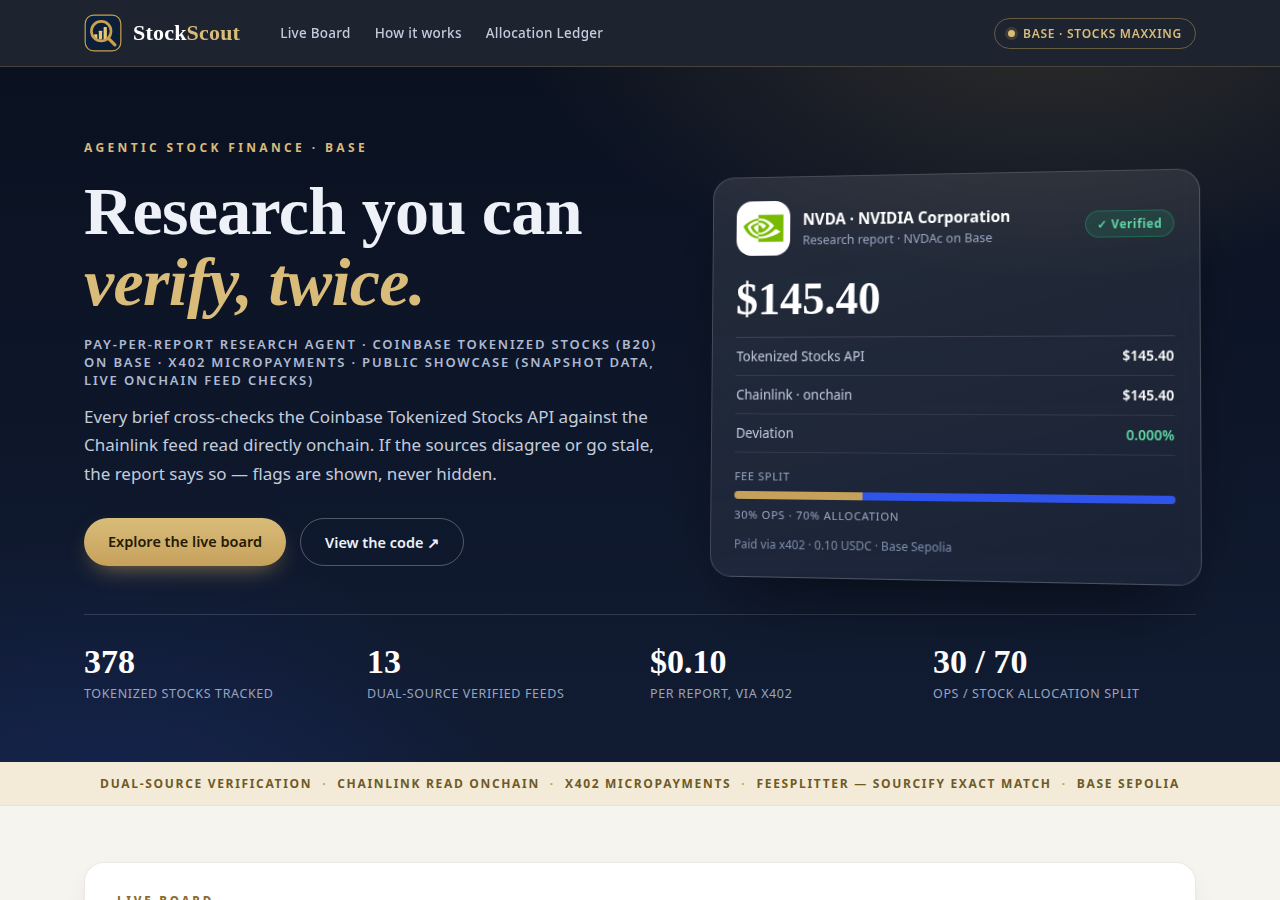 StockScout
Live Board
How it works
Allocation Ledger
BASE · STOCKS MAXXING
AGENTIC STOCK FINANCE · BASE
Research you can
verify, twice.
PAY-PER-REPORT RESEARCH AGENT · COINBASE TOKENIZED STOCKS (B20)
ON BASE · X402 MICROPAYMENTS · PUBLIC SHOWCASE (SNAPSHOT DATA,
LIVE ONCHAIN FEED CHECKS)
Every brief cross-checks the Coinbase Tokenized Stocks API against the
Chainlink feed read directly onchain. If the sources disagree or go stale,
the report says so — flags are shown, never hidden.
Explore the live board
View the code ↗
NVDA · NVIDIA Corporation
Research report · NVDAc on Base
✓ Verified
$145.40
Tokenized Stocks API $145.40
Chainlink · onchain $145.40
Deviation 0.000%
FEE SPLIT
30% OPS · 70% ALLOCATION
Paid via x402 · 0.10 USDC · Base Sepolia
378
TOKENIZED STOCKS TRACKED
13
DUAL-SOURCE VERIFIED FEEDS
$0.10
PER REPORT, VIA X402
30 / 70
OPS / STOCK ALLOCATION SPLIT
DUAL-SOURCE VERIFICATION · CHAINLINK READ ONCHAIN · X402 MICROPAYMENTS · FEESPLITTER — SOURCIFY EXACT MATCH · BASE SEPOLIA
LIVE BOARD